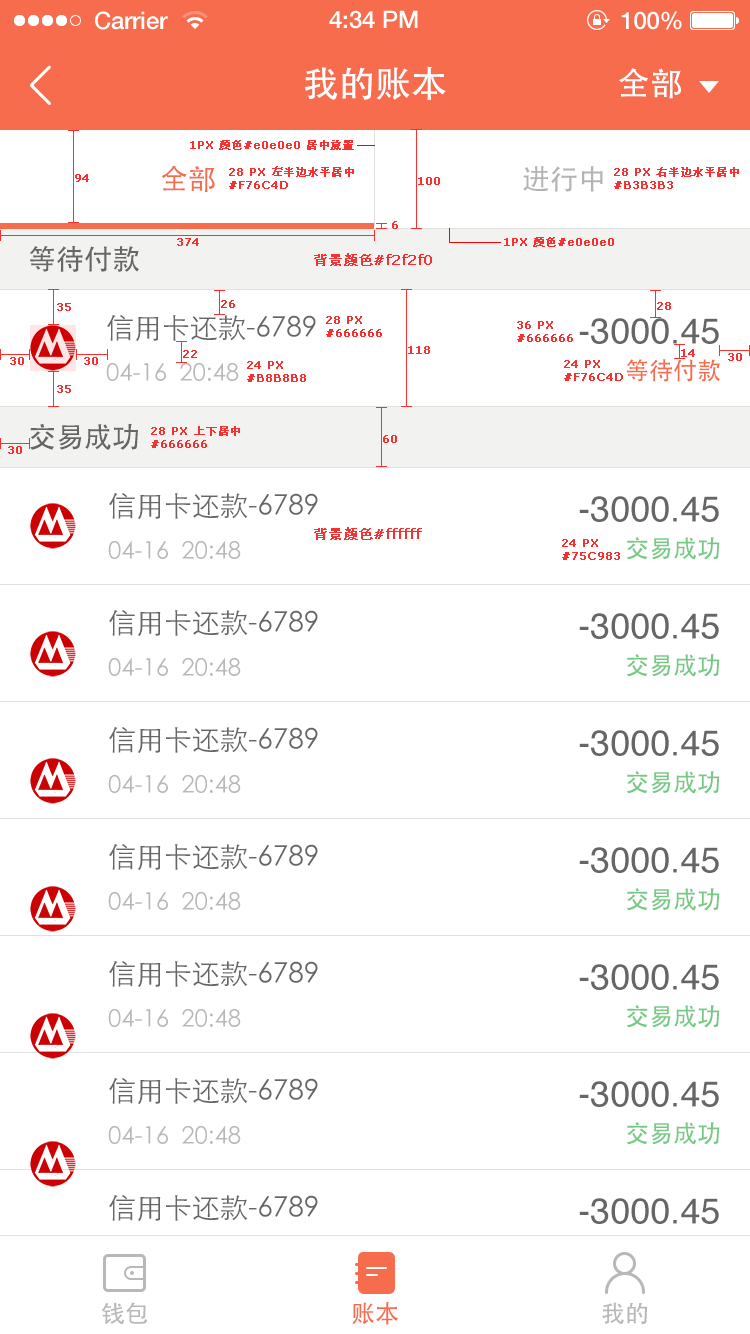 Carrier 4:34 PM 100%
我的账本 全部
1PX 颜色#e0e0e0 居中放置
94
全部
28 PX 左半边水平居中
#F76C4D
100
进行中
28 PX 右半边水平居中
#B3B3B3
6
374
1PX 颜色#e0e0e0
等待付款
背景颜色#f2f2f0
35
26
28
信用卡还款-6789
28 PX
#666666
36 PX
#666666
-3000.45
30
30
22
118
14
30
04-16 20:48
24 PX
#B8B8B8
24 PX
#F76C4D
等待付款
35
交易成功
28 PX 上下居中
#666666
30
60
信用卡还款-6789 -3000.45
背景颜色#ffffff
04-16 20:48
24 PX
#75C983
交易成功
信用卡还款-6789 -3000.45
04-16 20:48 交易成功
信用卡还款-6789 -3000.45
04-16 20:48 交易成功
信用卡还款-6789 -3000.45
04-16 20:48 交易成功
信用卡还款-6789 -3000.45
04-16 20:48 交易成功
信用卡还款-6789 -3000.45
04-16 20:48 交易成功
信用卡还款-6789 -3000.45
钱包 账本 我的